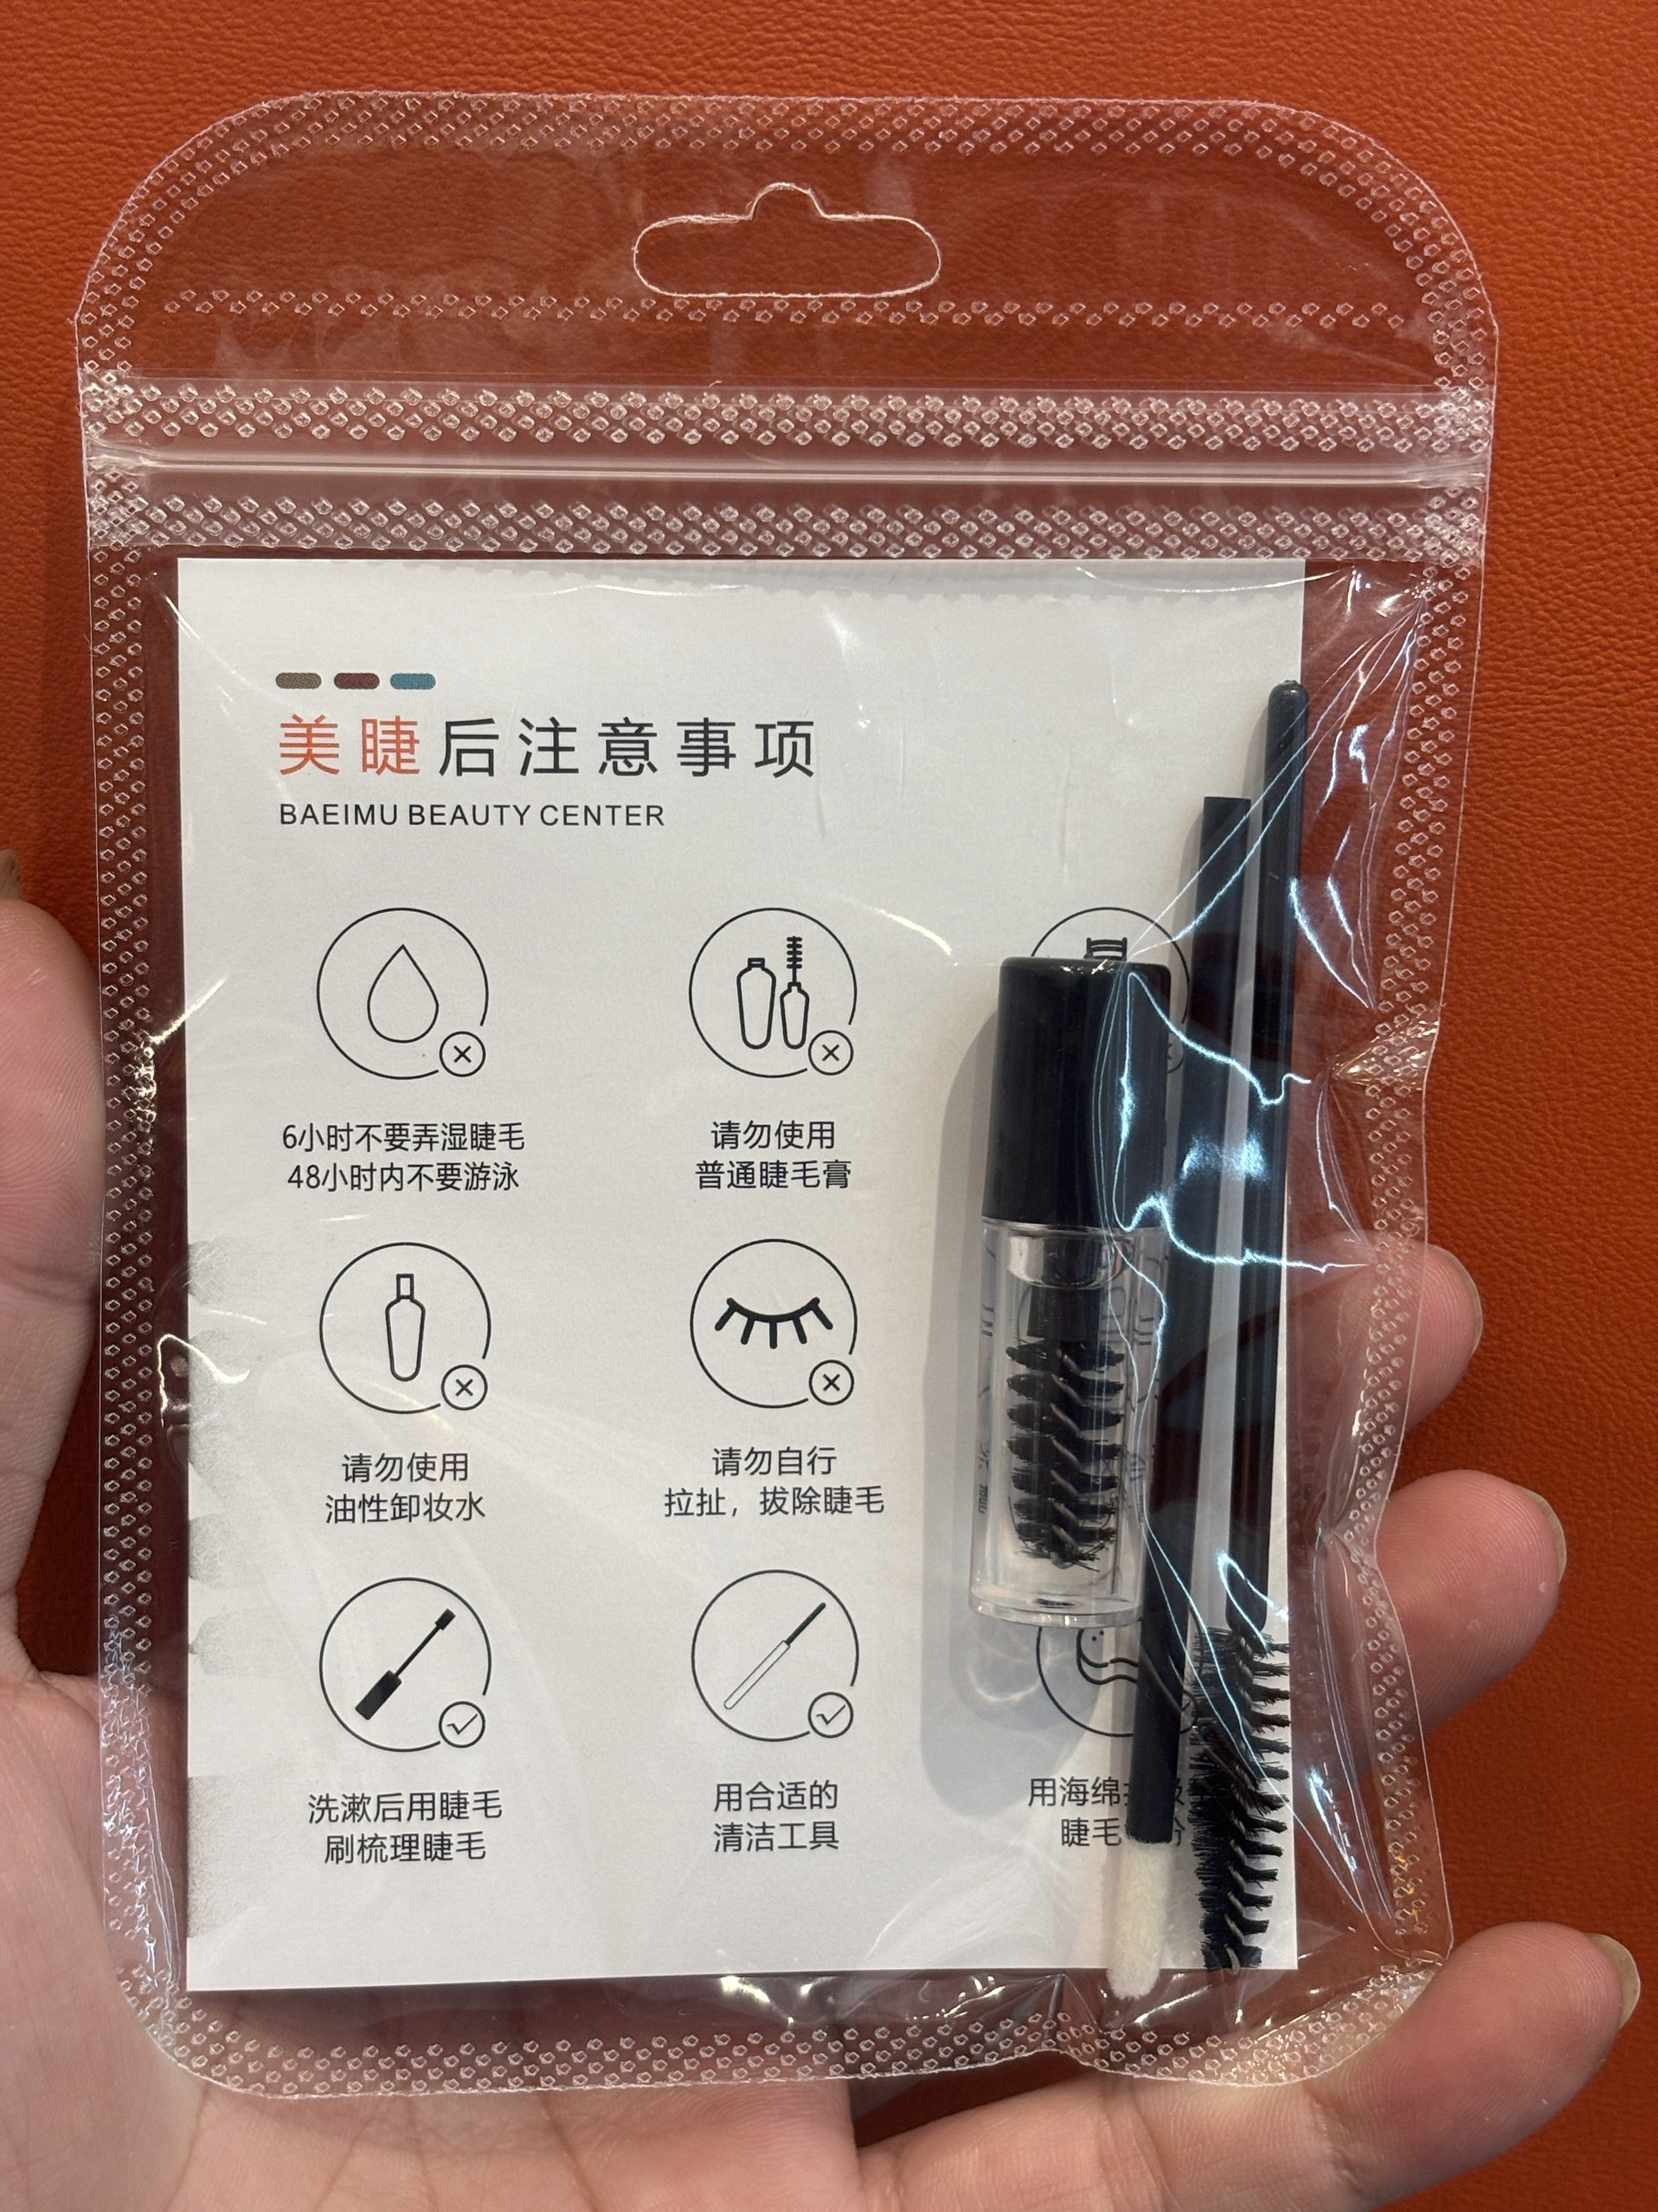 美睫后注意事项
BAEIMU BEAUTY CENTER
6小时不要弄湿睫毛
48小时内不要游泳
请勿使用
普通睫毛膏
请勿使用
油性卸妆水
请勿自行
拉扯，拔除睫毛
洗漱后用睫毛
刷梳理睫毛
用合适的
清洁工具
用海绵
睫毛